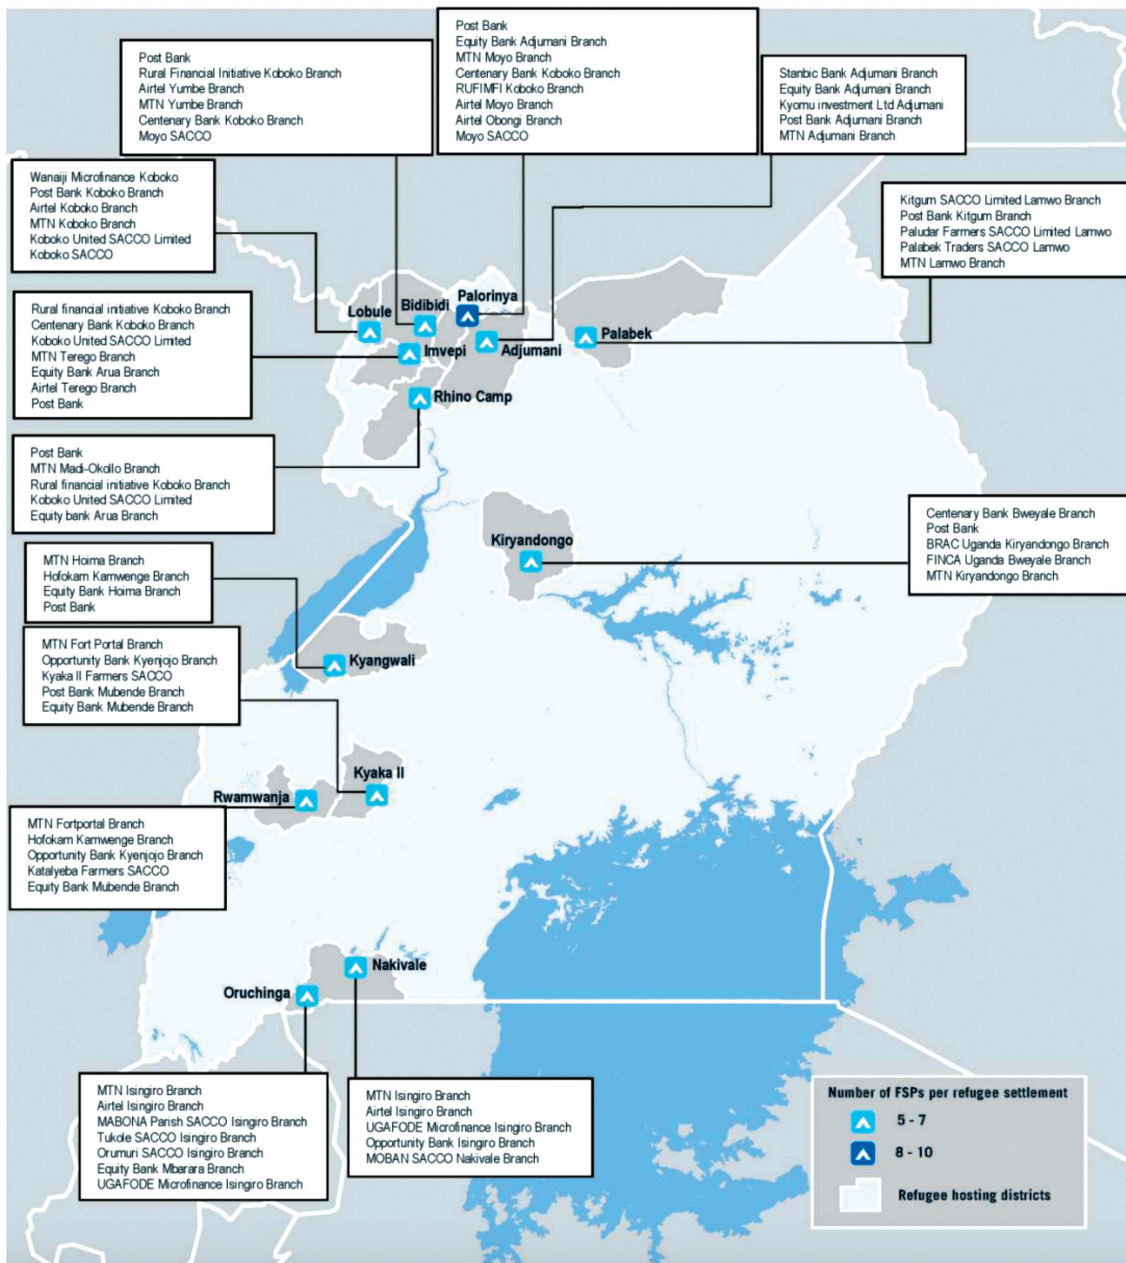 Post Bank
Rural Financial Initiative Koboko Branch
Airtel Yumbe Branch
MTN Yumbe Branch
Centenary Bank Koboko Branch
Moyo SACCO
Post Bank
Equity Bank Adjumani Branch
MTN Moyo Branch
Centenary Bank Koboko Branch
RUFIMFI Koboko Branch
Airtel Moyo Branch
Airtel Obongi Branch
Moyo SACCO
Stanbic Bank Adjumani Branch
Equity Bank Adjumani Branch
Kyomu investment Ltd Adjumani
Post Bank Adjumani Branch
MTN Adjumani Branch
Wanaiji Microfinance Koboko
Post Bank Koboko Branch
Airtel Koboko Branch
MTN Koboko Branch
Koboko United SACCO Limited
Koboko SACCO
Kitgum SACCO Limited Lamwo Branch
Post Bank Kitgum Branch
Paludar Farmers SACCO Limited Lamwo
Palabek Traders SACCO Lamwo
MTN Lamwo Branch
Rural financial initiative Koboko Branch
Centenary Bank Koboko Branch
Koboko United SACCO Limited
MTN Terego Branch
Equity Bank Arua Branch
Airtel Terego Branch
Post Bank
Lobule
Bidibidi
Palorinya
Imvepi
Adjumani
Palabek
Rhino Camp
Post Bank
MTN Madi-Okollo Branch
Rural financial initiative Koboko Branch
Koboko United SACCO Limited
Equity bank Arua Branch
Kiryandongo
Centenary Bank Bweyale Branch
Post Bank
BRAC Uganda Kiryandongo Branch
FINCA Uganda Bweyale Branch
MTN Kiryandongo Branch
MTN Hoima Branch
Hofokam Kamwenge Branch
Equity Bank Hoima Branch
Post Bank
Kyangwali
MTN Fort Portal Branch
Opportunity Bank Kyenjojo Branch
Kyaka II Farmers SACCO
Post Bank Mubende Branch
Equity Bank Mubende Branch
Kyaka II
Rwamwanja
MTN Fortportal Branch
Hofokam Kamwenge Branch
Opportunity Bank Kyenjojo Branch
Katalyeba Farmers SACCO
Equity Bank Mubende Branch
Nakivale
Oruchinga
MTN Isingiro Branch
Airtel Isingiro Branch
MABONA Parish SACCO Isingiro Branch
Tukole SACCO Isingiro Branch
Orumuri SACCO Isingiro Branch
Equity Bank Mbarara Branch
UGAFODE Microfinance Isingiro Branch
MTN Isingiro Branch
Airtel Isingiro Branch
UGAFODE Microfinance Isingiro Branch
Opportunity Bank Isingiro Branch
MOBAN SACCO Nakivale Branch
Number of FSPs per refugee settlement
5 - 7
8 - 10
Refugee hosting districts